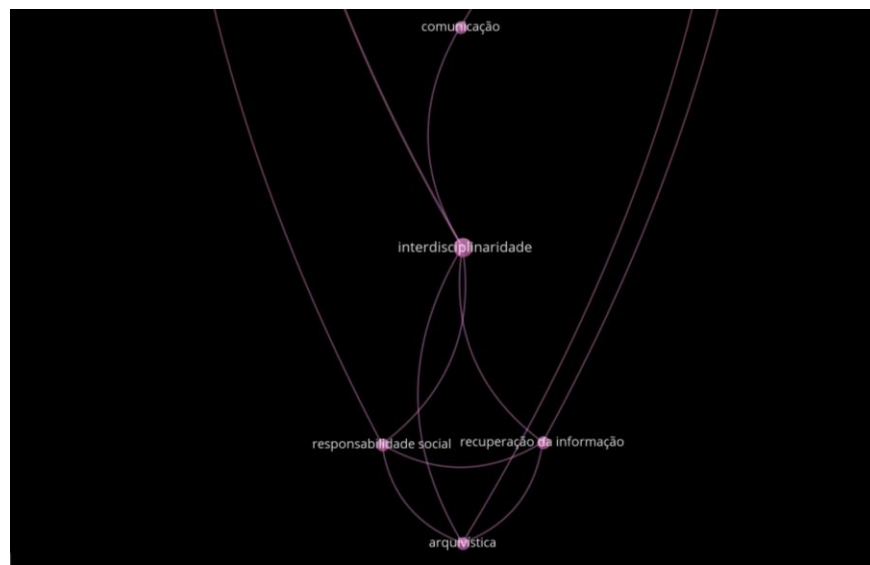 comunicação
interdisciplinaridade
responsabilidade social
recuperação da informação
arquivística